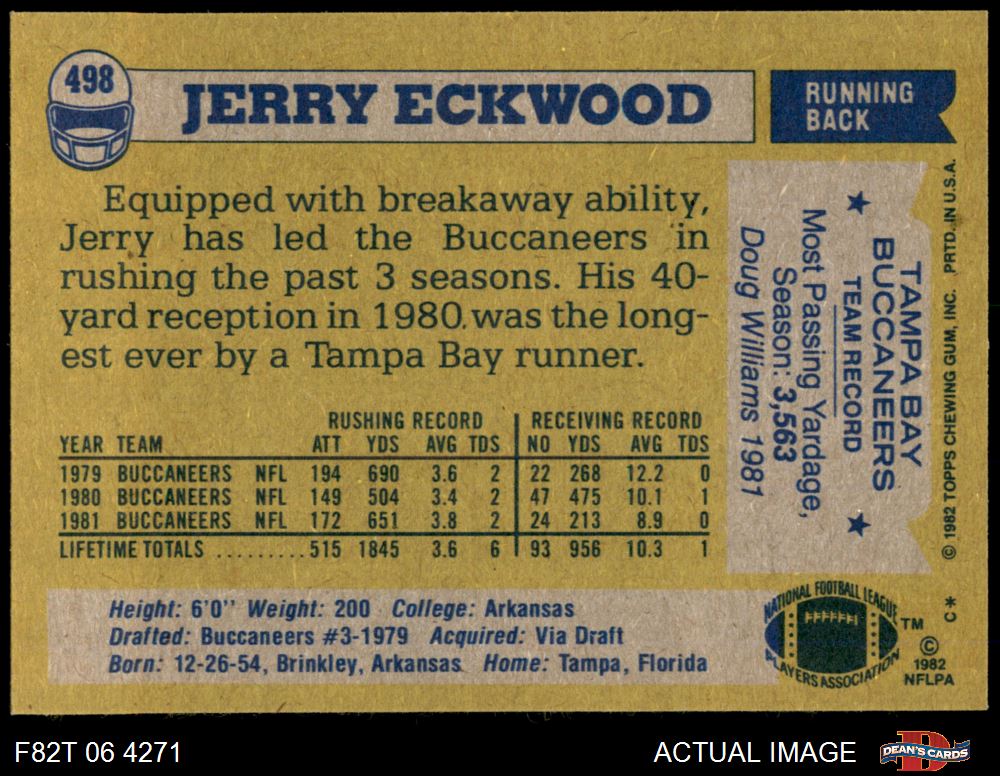 498
JERRY ECKWOOD
RUNNING
BACK
Equipped with breakaway ability,
Jerry has led the Buccaneers in
rushing the past 3 seasons. His 40-
yard reception in 1980 was the long-
est ever by a Tampa Bay runner.
RUSHING RECORD RECEIVING RECORD
YEAR TEAM ATT YDS AVG TDS NO YDS AVG TDS
1979 BUCCANEERS NFL 194 690 3.6 2 22 268 12.2 0
1980 BUCCANEERS NFL 149 504 3.4 2 47 475 10.1 1
1981 BUCCANEERS NFL 172 651 3.8 2 24 213 8.9 0
LIFETIME TOTALS .......... 515 1845 3.6 6 93 956 10.3 1
TAMPA BAY
BUCCANEERS
★ TEAM RECORD ★
Most Passing Yardage,
Season: 3,563
Doug Williams 1981
© 1982 TOPPS CHEWING GUM, INC. PRTD. IN U.S.A.
C*
Height: 6'0" Weight: 200 College: Arkansas
Drafted: Buccaneers #3-1979 Acquired: Via Draft
Born: 12-26-54, Brinkley, Arkansas Home: Tampa, Florida
NATIONAL FOOTBALL LEAGUE
PLAYERS ASSOCIATION
TM
©
1982
NFLPA
F82T 06 4271
ACTUAL IMAGE
D
DEAN'S CARDS